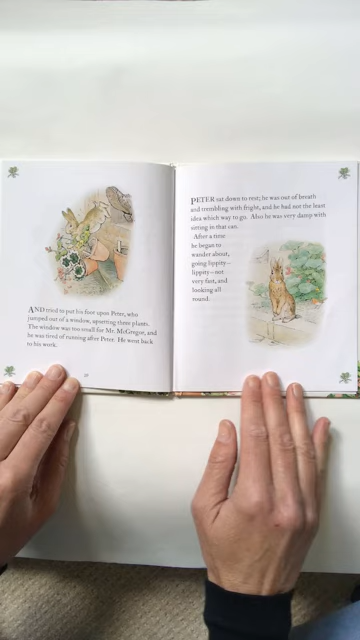 AND tried to put his foot upon Peter, who
jumped out of a window, upsetting three plants.
The window was too small for Mr. McGregor, and
he was tired of running after Peter. He went back
to his work.
PETER sat down to rest; he was out of breath
and trembling with fright, and he had not the least
idea which way to go. Also he was very damp with
sitting in that can.
After a time
he began to
wander about,
going lippity—
lippity—not
very fast, and
looking all
round.